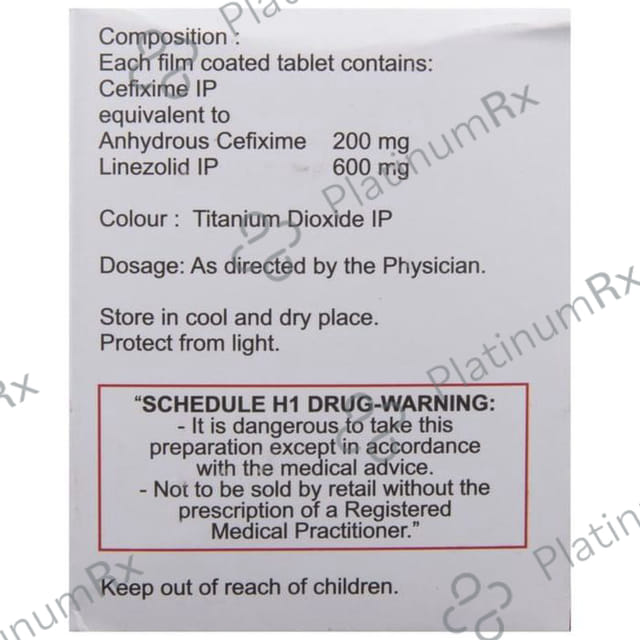 Composition :
Each film coated tablet contains:
Cefixime IP
equivalent to
Anhydrous Cefixime 200 mg
Linezolid IP 600 mg
Colour : Titanium Dioxide IP
Dosage: As directed by the Physician.
Store in cool and dry place.
Protect from light.
“SCHEDULE H1 DRUG-WARNING:
- It is dangerous to take this
preparation except in accordance
with the medical advice.
- Not to be sold by retail without the
prescription of a Registered
Medical Practitioner.”
Keep out of reach of children.
PlatinumRx
PlatinumRx